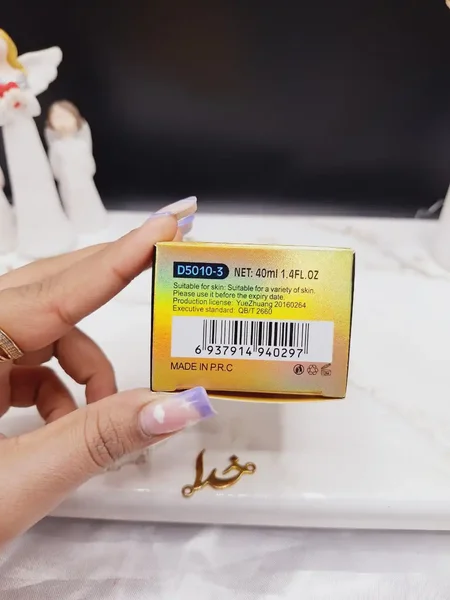 D5010-3 NET: 40ml 1.4FL.OZ
Suitable for skin: Suitable for a variety of skin.
Please use it before the expiry date.
Production license: YueZhuang 20160264
Executive standard: QB/T 2660
6 937914 940297
MADE IN P.R.C
خدا